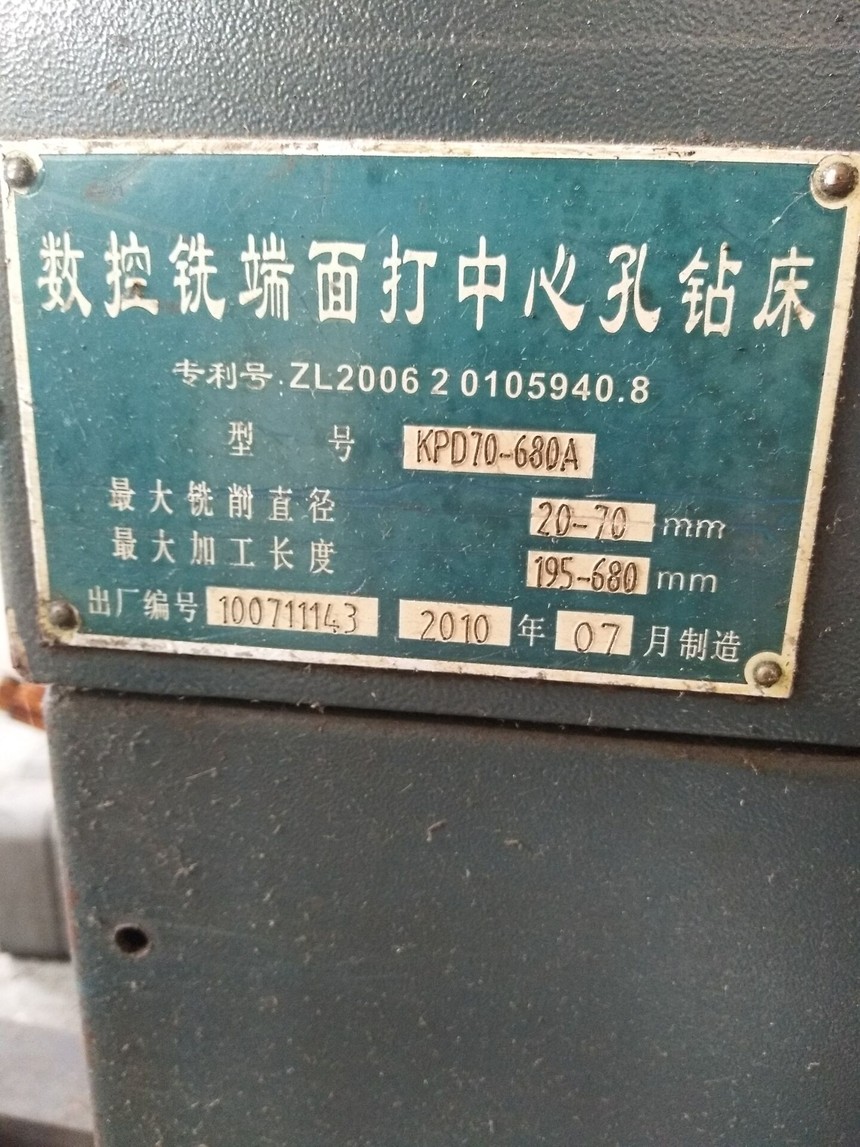 数控铣端面打中心孔钻床
专利号.ZL2006 2 0105940.8
型 号 KPD70-680A
最大铣削直径 20-70 mm
最大加工长度 195-680 mm
出厂编号 100711143 2010 年 07 月制造